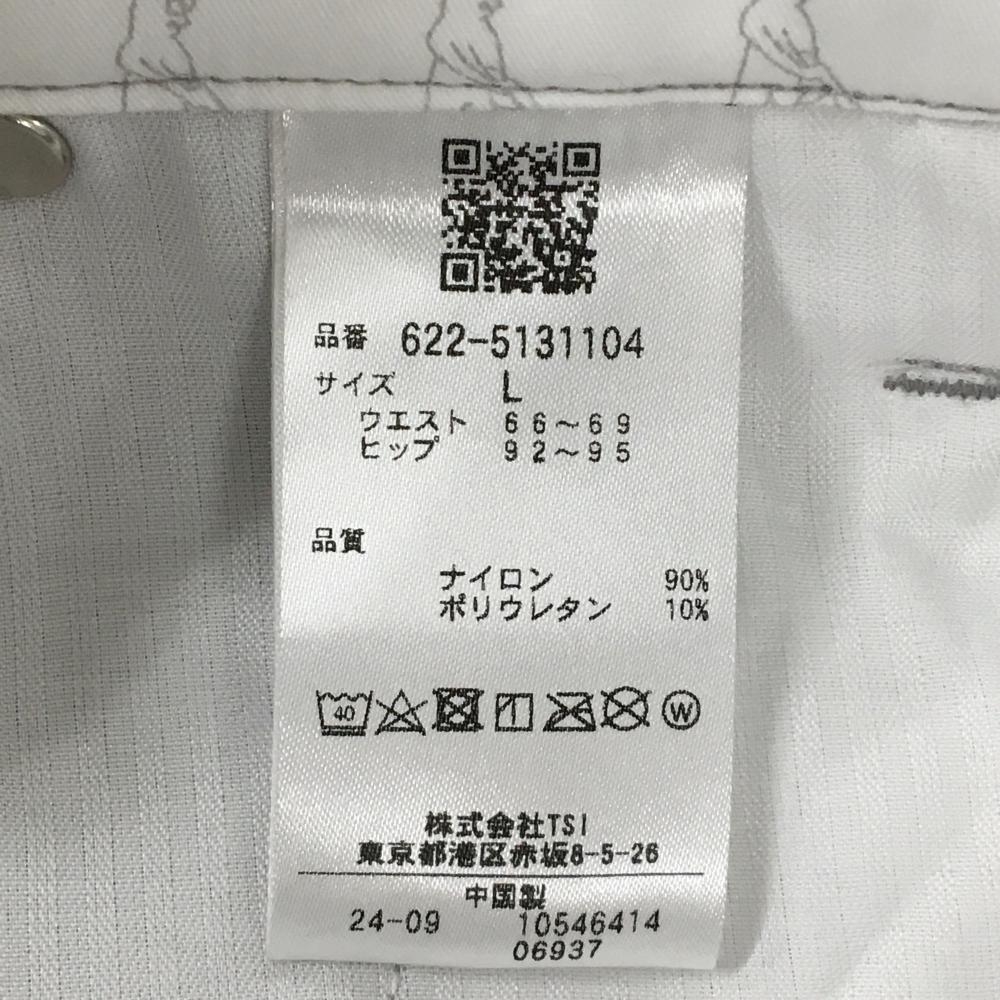 品番 622-5131104
サイズ L
ウエスト 66～69
ヒップ 92～95
品質
ナイロン 90%
ポリウレタン 10%
40 W
株式会社TSI
東京都港区赤坂8-5-26
中国製
24-09 10546414
06937